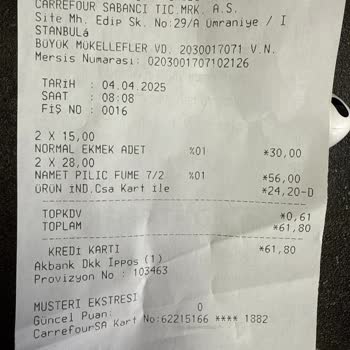 CARREFOUR SABANCI TIC.MRK. A.S.
Site Mh. Edip Sk. No:29/A Ümraniye / I
STANBULá
BÜYÜK MÜKELLEFLER VD. 2030017071 V.N.
Mersis Numarası: 0203001707102126
TARİH : 04.04.2025
SAAT : 08:08
FİŞ NO : 0016
2 X 15,00
NORMAL EKMEK ADET %01 *30,00
2 X 28,00
NAMET PILIC FUME 7/2 %01 *56,00
ÜRÜN İND.Csa Kart ile *24,20-D
TOPKDV *0,61
TOPLAM *61,80
KREDİ KARTI *61,80
Akbank Dkk Ippos (1)
Provizyon No : 103463
MUSTERI EKSTRESI
Güncel Puan: 0
CarrefourSA Kart No:62215166 **** 1882